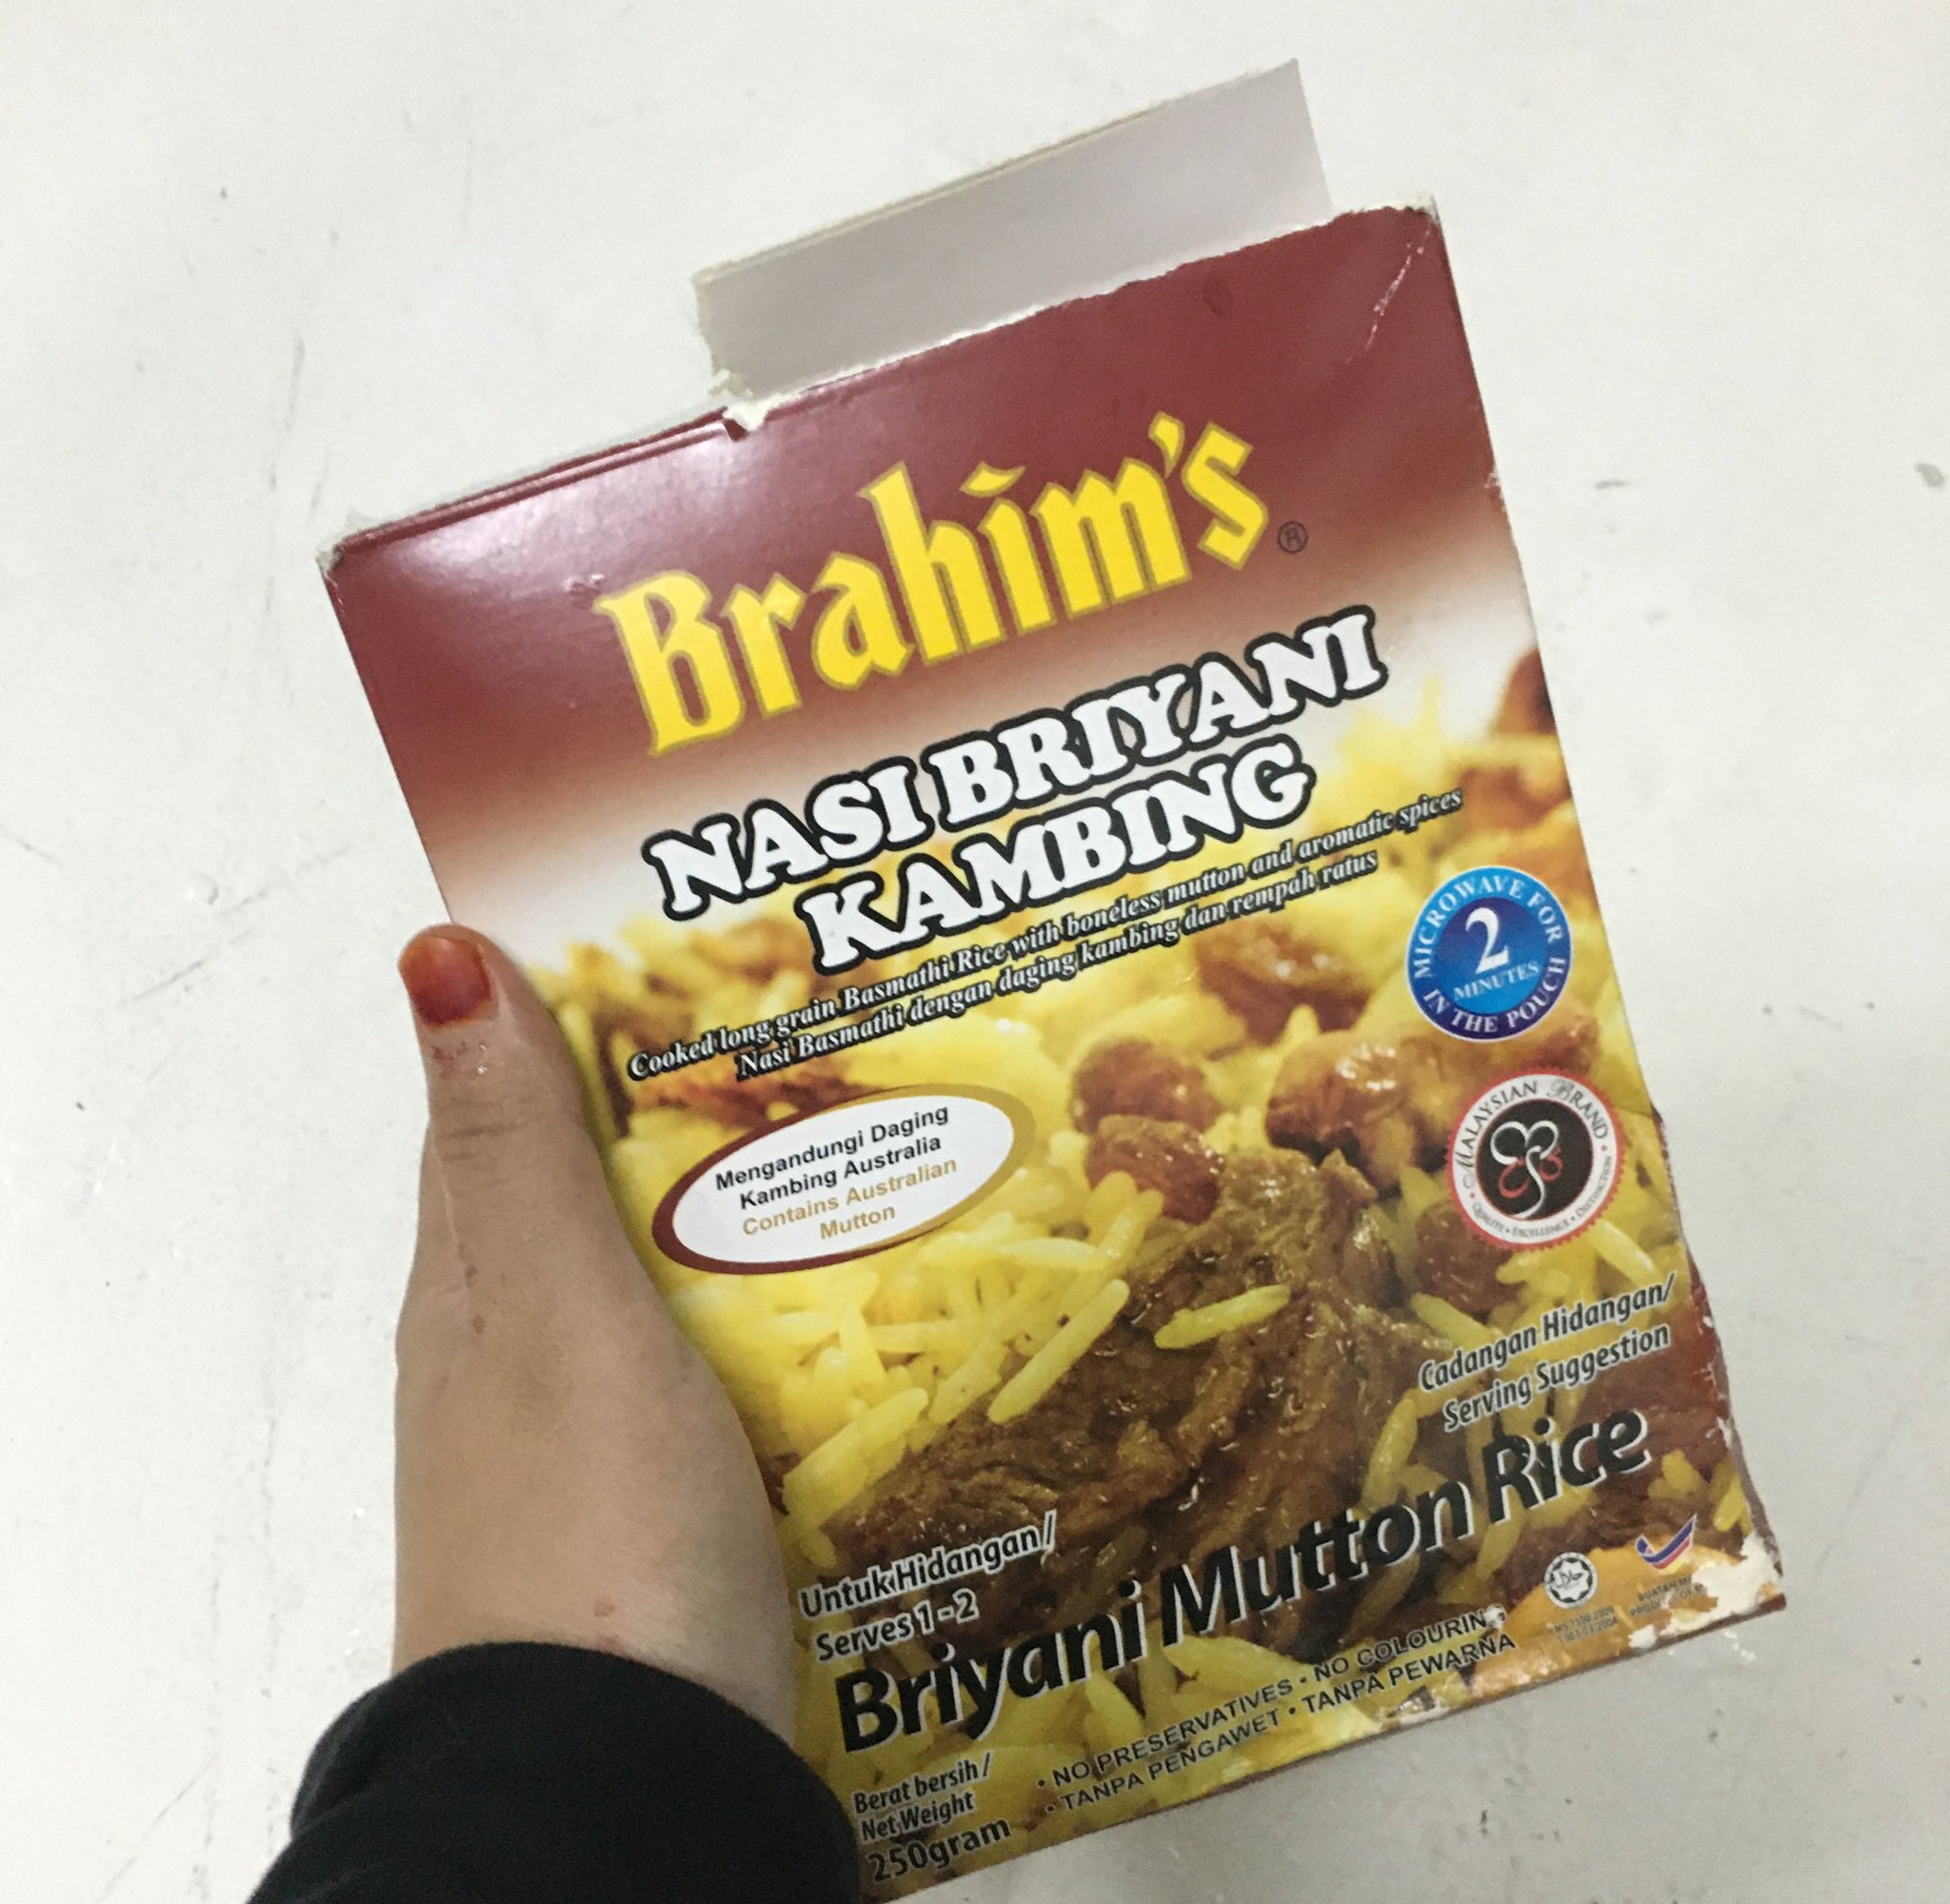 Brahim's®
NASI BRIYANI
KAMBING
Cooked long grain Basmathi Rice with boneless mutton and aromatic spices
Nasi Basmathi dengan daging kambing dan rempah ratus
MICROWAVE FOR
2
MINUTES
IN THE POUCH
Mengandungi Daging
Kambing Australia
Contains Australian
Mutton
MALAYSIAN BRAND
QUALITY • EXCELLENCE • DISTINCTION
Cadangan Hidangan/
Serving Suggestion
Untuk Hidangan/
Serves 1-2
Briyani Mutton Rice
• NO PRESERVATIVES • NO COLOURING
• TANPA PENGAWET • TANPA PEWARNA
Berat bersih/
Net Weight
250gram